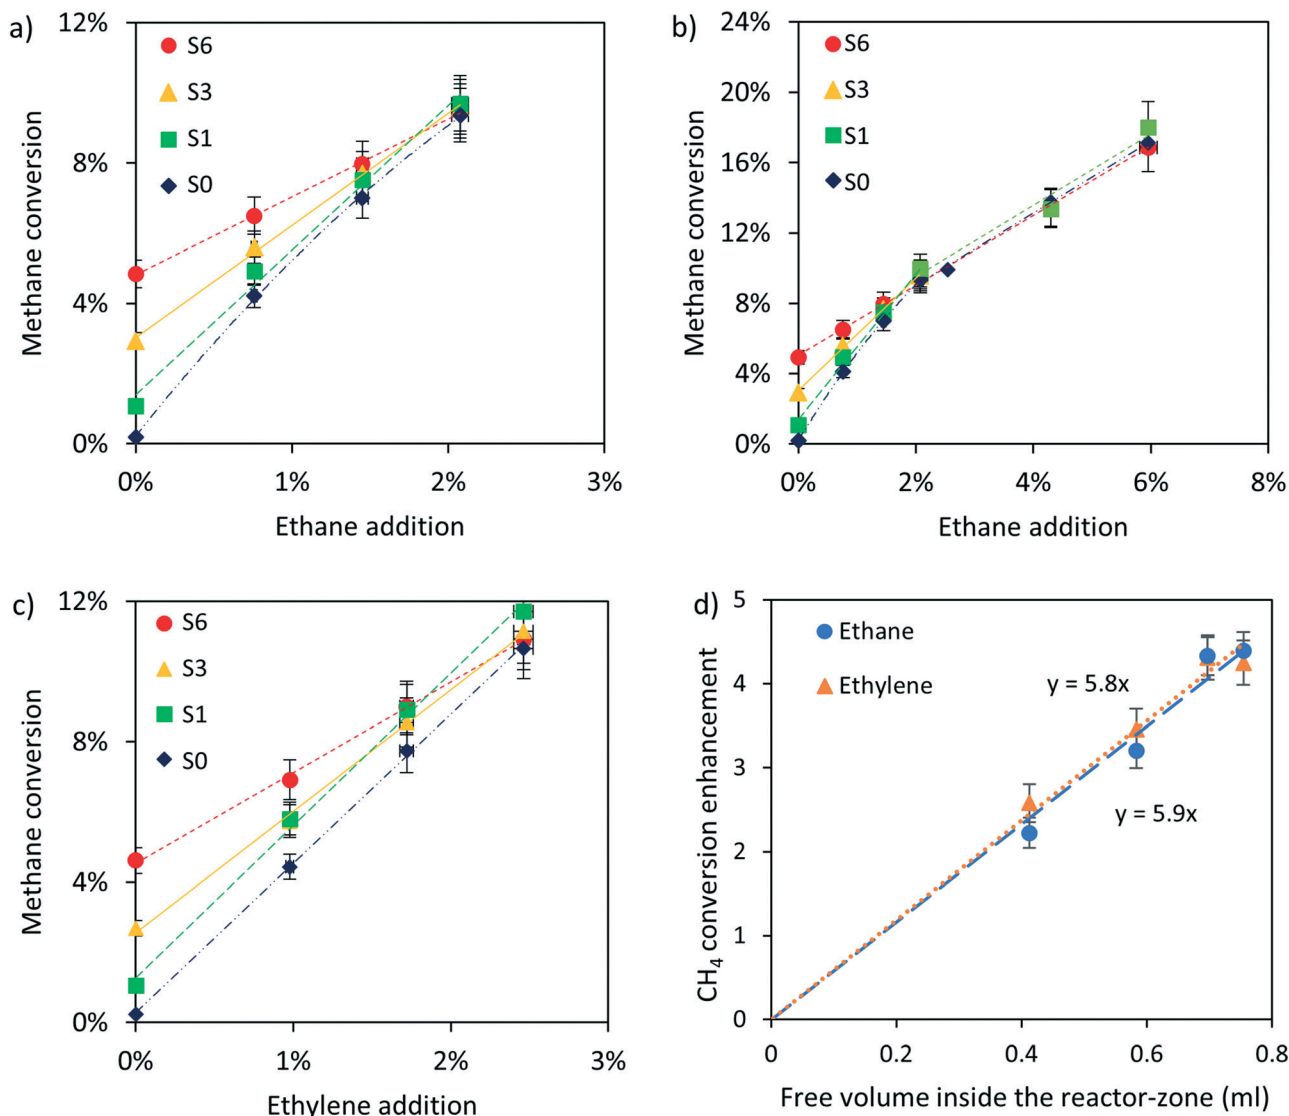 a)
12%
8%
4%
0%
Methane conversion
S6
S3
S1
S0
0% 1% 2% 3%
Ethane addition
b)
24%
20%
16%
12%
8%
4%
0%
Methane conversion
S6
S3
S1
S0
0% 2% 4% 6% 8%
Ethane addition
c)
12%
8%
4%
0%
Methane conversion
S6
S3
S1
S0
0% 1% 2% 3%
Ethylene addition
d)
5
4
3
2
1
0
CH₄ conversion enhancement
Ethane
Ethylene
y = 5.8x
y = 5.9x
0 0.2 0.4 0.6 0.8
Free volume inside the reactor-zone (ml)